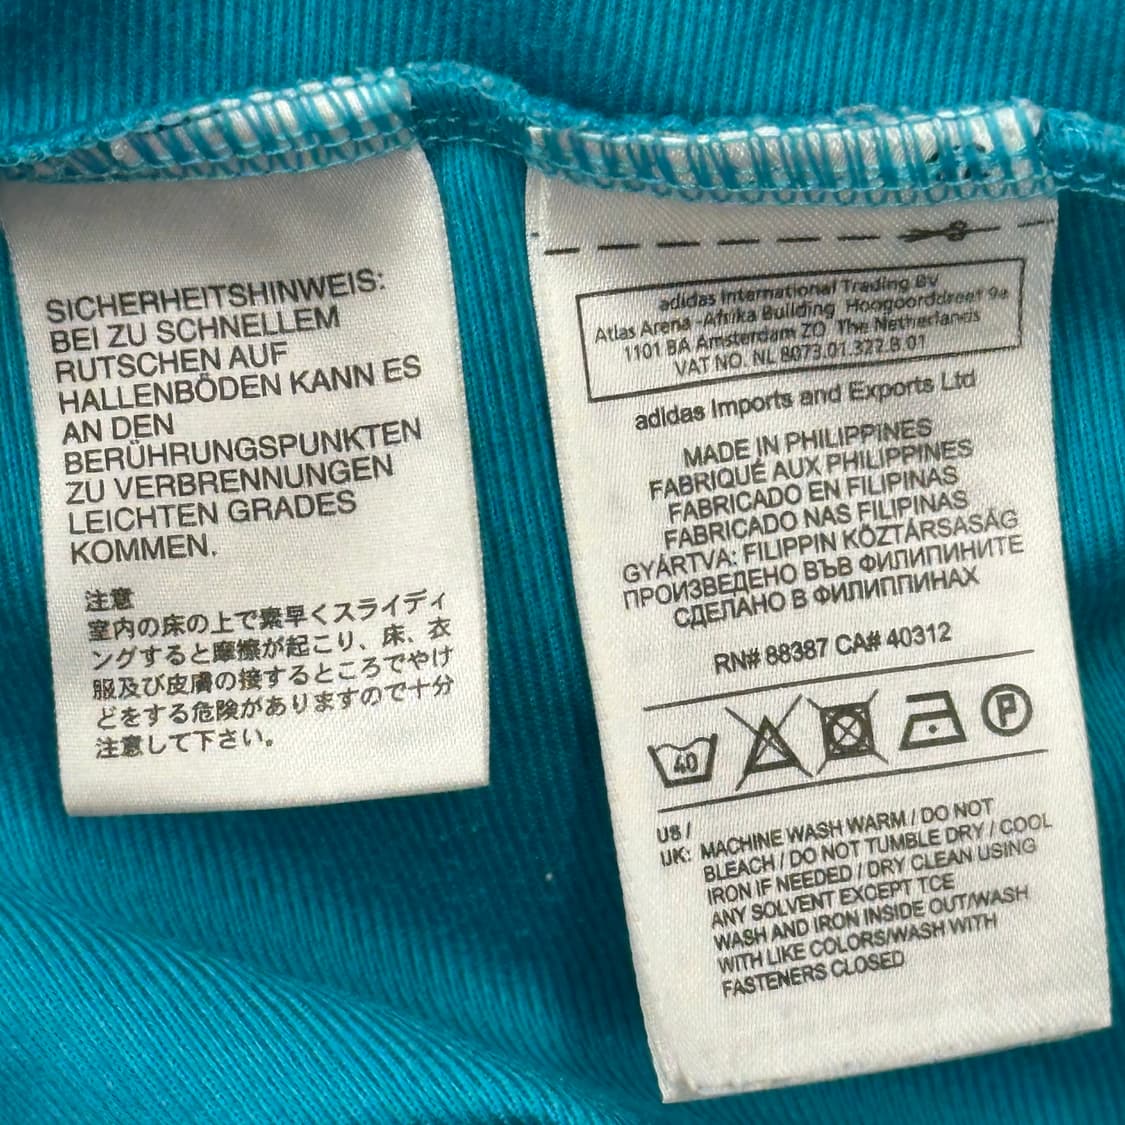 SICHERHEITSHINWEIS:
BEI ZU SCHNELLEM
RUTSCHEN AUF
HALLENBÖDEN KANN ES
AN DEN
BERÜHRUNGSPUNKTEN
ZU VERBRENNUNGEN
LEICHTEN GRADES
KOMMEN.
注意
室内の床の上で素早くスライディ
ングすると摩擦が起こり、床、衣
服及び皮膚の接するところでやけ
どをする危険がありますので十分
注意して下さい。
adidas International Trading BV
Atlas Arena -Afrika Building Hoogoorddreef 9a
1101 BA Amsterdam ZO The Netherlands
VAT NO. NL 8073.01.322.B.01
adidas Imports and Exports Ltd
MADE IN PHILIPPINES
FABRIQUÉ AUX PHILIPPINES
FABRICADO EN FILIPINAS
FABRICADO NAS FILIPINAS
GYÁRTVA: FILIPPIN KÖZTÁRSASÁG
ПРОИЗВЕДЕНО ВЪВ ФИЛИПИНИТЕ
СДЕЛАНО В ФИЛИППИНАХ
RN# 88387 CA# 40312
40 P
US /
UK: MACHINE WASH WARM / DO NOT
BLEACH / DO NOT TUMBLE DRY / COOL
IRON IF NEEDED / DRY CLEAN USING
ANY SOLVENT EXCEPT TCE
WASH AND IRON INSIDE OUT/WASH
WITH LIKE COLORS/WASH WITH
FASTENERS CLOSED